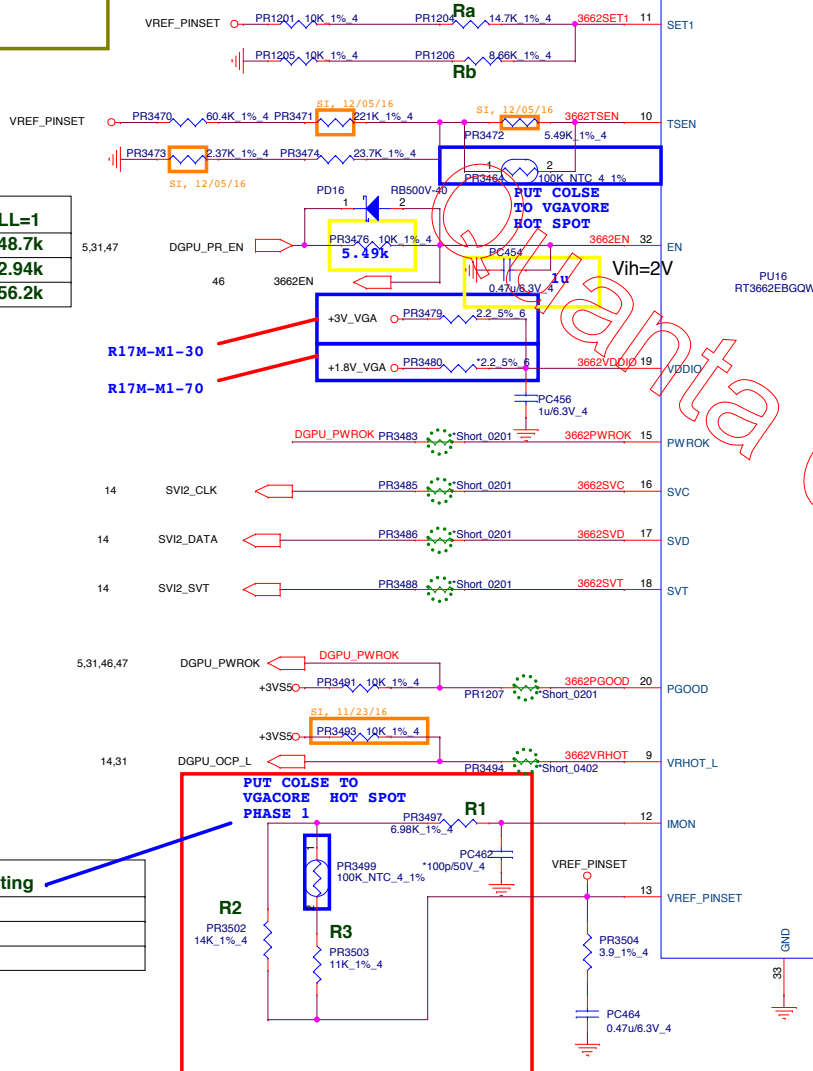 Ra
VREF_PINSET PR1201 10K_1%_4 PR1204 14.7K_1%_4 3662SET1 11 SET1
PR1205 10K_1%_4 PR1206 8.66K_1%_4
Rb
SI, 12/05/16 SI, 12/05/16
VREF_PINSET PR3470 60.4K_1%_4 PR3471 221K_1%_4 3662TSEN 10 TSEN
PR3472 5.49K_1%_4
PR3473 2.37K_1%_4 PR3474 23.7K_1%_4
1 2
PR3464 100K_NTC_4_1%
SI, 12/05/16
PUT COLSE
TO VGAVORE
HOT SPOT
PD16 RB500V-40
1 2
LL=1
48.7k
2.94k
56.2k
5,31,47 DGPU_PR_EN PR3476 10K_1%_4 3662EN 32 EN
5.49k
PC454
1u
0.47u/6.3V_4
Vih=2V
46 3662EN
PU16
RT3662EBGQW
+3V_VGA PR3479 2.2_5%_6
R17M-M1-30
+1.8V_VGA PR3480 *2.2_5%_6 3662VDDIO 19 VDDIO
R17M-M1-70
PC456
1u/6.3V_4
anta
DGPU_PWROK PR3483 *Short_0201 3662PWROK 15 PWROK
14 SVI2_CLK PR3485 *Short_0201 3662SVC 16 SVC
14 SVI2_DATA PR3486 *Short_0201 3662SVD 17 SVD
14 SVI2_SVT PR3488 *Short_0201 3662SVT 18 SVT
5,31,46,47 DGPU_PWROK DGPU_PWROK
+3VS5 PR3491 10K_1%_4 PR1207 *Short_0201 3662PGOOD 20 PGOOD
SI, 11/23/16
+3VS5 PR3493 10K_1%_4
14,31 DGPU_OCP_L PR3494 *Short_0402 3662VRHOT 9 VRHOT_L
PUT COLSE TO
VGACORE HOT SPOT
PHASE 1
R1
PR3497
6.98K_1%_4
12 IMON
PC462
*100p/50V_4
1
PR3499
100K_NTC_4_1%
2
VREF_PINSET
13 VREF_PINSET
ting
R2
PR3502
14K_1%_4
R3
PR3503
11K_1%_4
PR3504
3.9_1%_4
GND
33
PC464
0.47u/6.3V_4